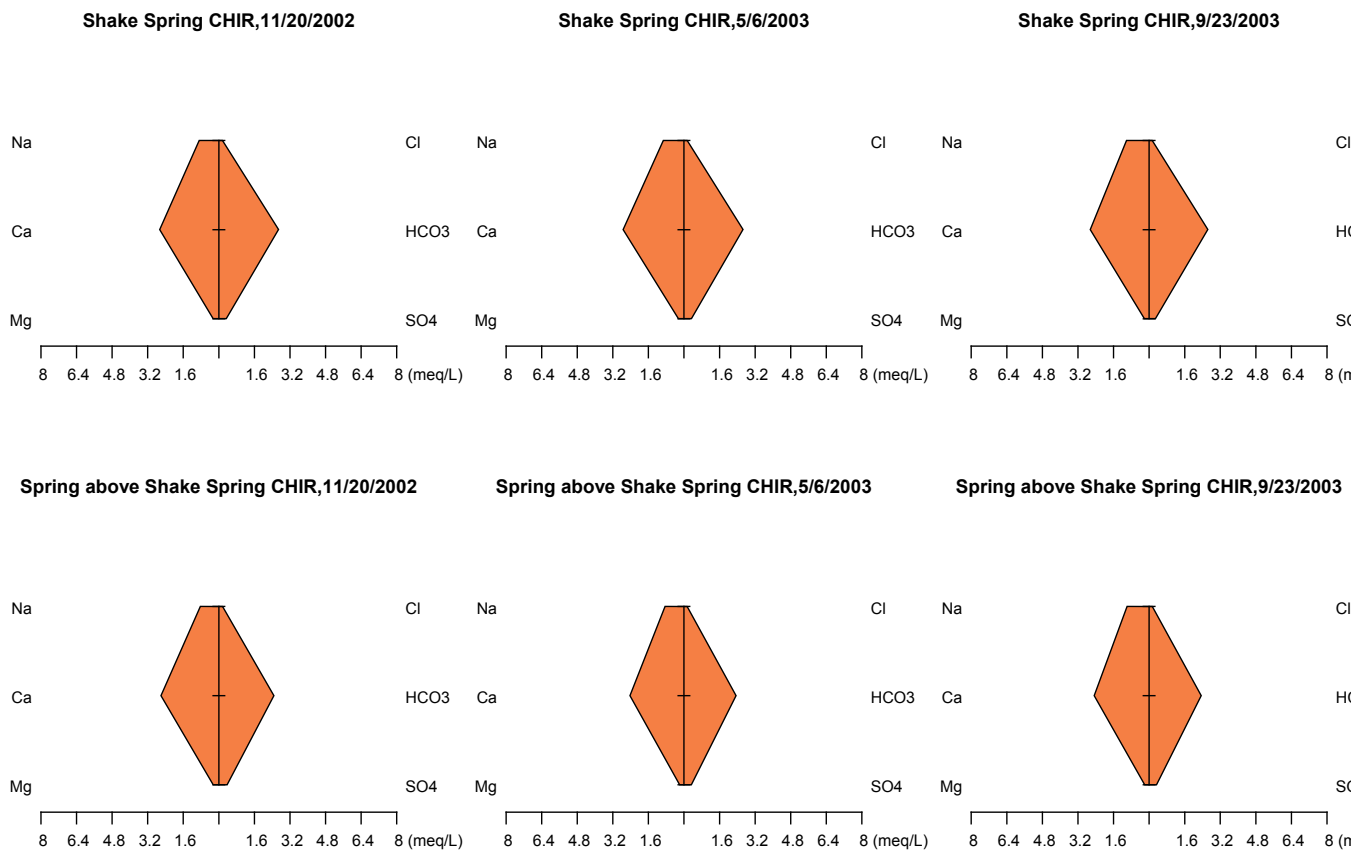 Shake Spring CHIR,11/20/2002 Shake Spring CHIR,5/6/2003 Shake Spring CHIR,9/23/2003
Na Cl Na Cl Na Cl
Ca HCO3 Ca HCO3 Ca HC
Mg SO4 Mg SO4 Mg SO
8 6.4 4.8 3.2 1.6 1.6 3.2 4.8 6.4 8 (meq/L) 8 6.4 4.8 3.2 1.6 1.6 3.2 4.8 6.4 8 (meq/L) 8 6.4 4.8 3.2 1.6 1.6 3.2 4.8 6.4 8 (m
Spring above Shake Spring CHIR,11/20/2002 Spring above Shake Spring CHIR,5/6/2003 Spring above Shake Spring CHIR,9/23/2003
Na Cl Na Cl Na Cl
Ca HCO3 Ca HCO3 Ca HC
Mg SO4 Mg SO4 Mg SO
8 6.4 4.8 3.2 1.6 1.6 3.2 4.8 6.4 8 (meq/L) 8 6.4 4.8 3.2 1.6 1.6 3.2 4.8 6.4 8 (meq/L) 8 6.4 4.8 3.2 1.6 1.6 3.2 4.8 6.4 8 (m